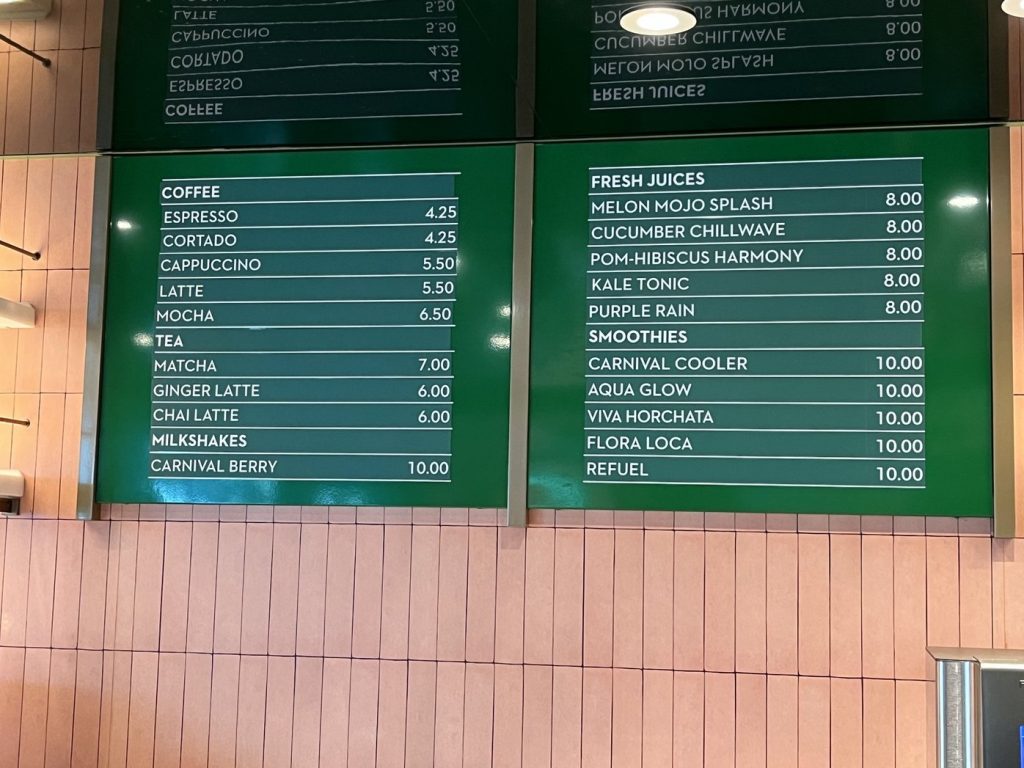 COFFEE
ESPRESSO 4.25
CORTADO 4.25
CAPPUCCINO 5.50
LATTE 5.50
MOCHA 6.50
TEA
MATCHA 7.00
GINGER LATTE 6.00
CHAI LATTE 6.00
MILKSHAKES
CARNIVAL BERRY 10.00
FRESH JUICES
MELON MOJO SPLASH 8.00
CUCUMBER CHILLWAVE 8.00
POM-HIBISCUS HARMONY 8.00
KALE TONIC 8.00
PURPLE RAIN 8.00
SMOOTHIES
CARNIVAL COOLER 10.00
AQUA GLOW 10.00
VIVA HORCHATA 10.00
FLORA LOCA 10.00
REFUEL 10.00